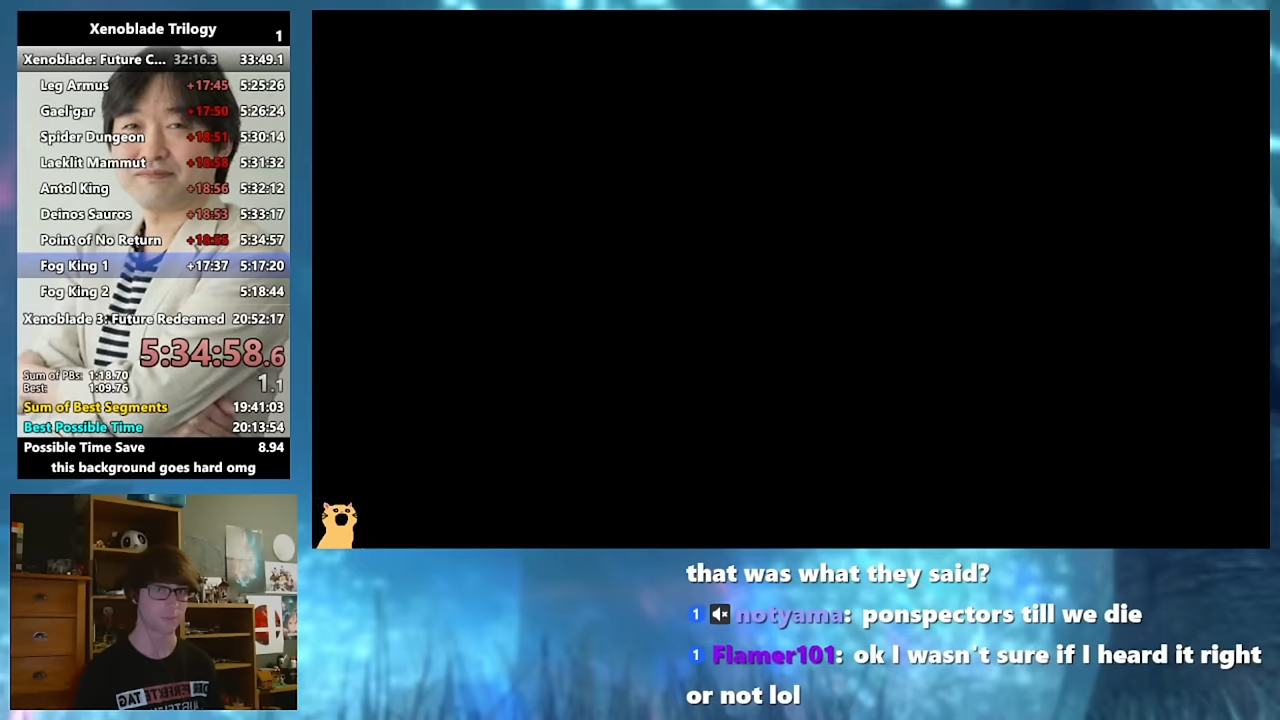 Xenoblade Trilogy
1
Xenoblade: Future C... 32:16.3 33:49.1
Leg Armus +17:45 5:25:26
Gael'gar +17:50 5:26:24
Spider Dungeon +18:51 5:30:14
Laeklit Mammut +18:58 5:31:32
Antol King +18:56 5:32:12
Deinos Sauros +18:53 5:33:17
Point of No Return +18:55 5:34:57
Fog King 1 +17:37 5:17:20
Fog King 2 5:18:44
Xenoblade 3: Future Redeemed 20:52:17
5:34:58.6
Sum of PBs: 1:18.70
Best: 1:09.76
1.1
Sum of Best Segments 19:41:03
Best Possible Time 20:13:54
Possible Time Save 8.94
this background goes hard omg
that was what they said?
1 notyama: ponspectors till we die
1 Flamer101: ok I wasn't sure if I heard it right
or not lol